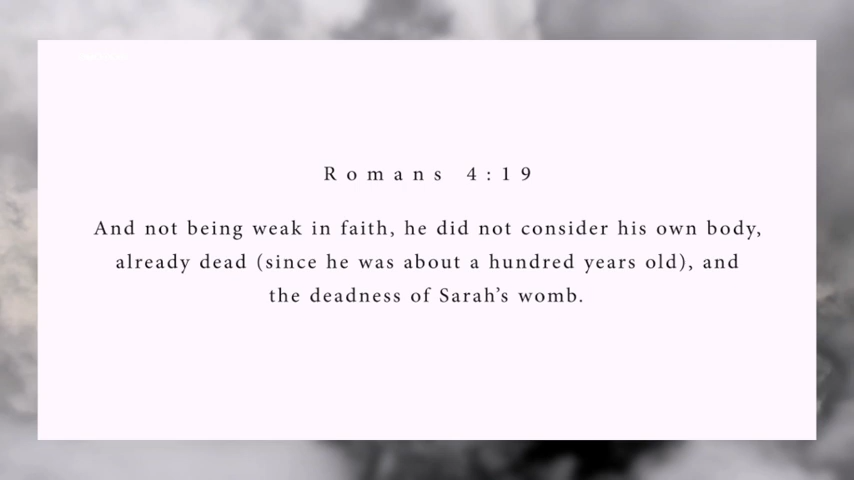 Romans 4:19
And not being weak in faith, he did not consider his own body,
already dead (since he was about a hundred years old), and
the deadness of Sarah’s womb.